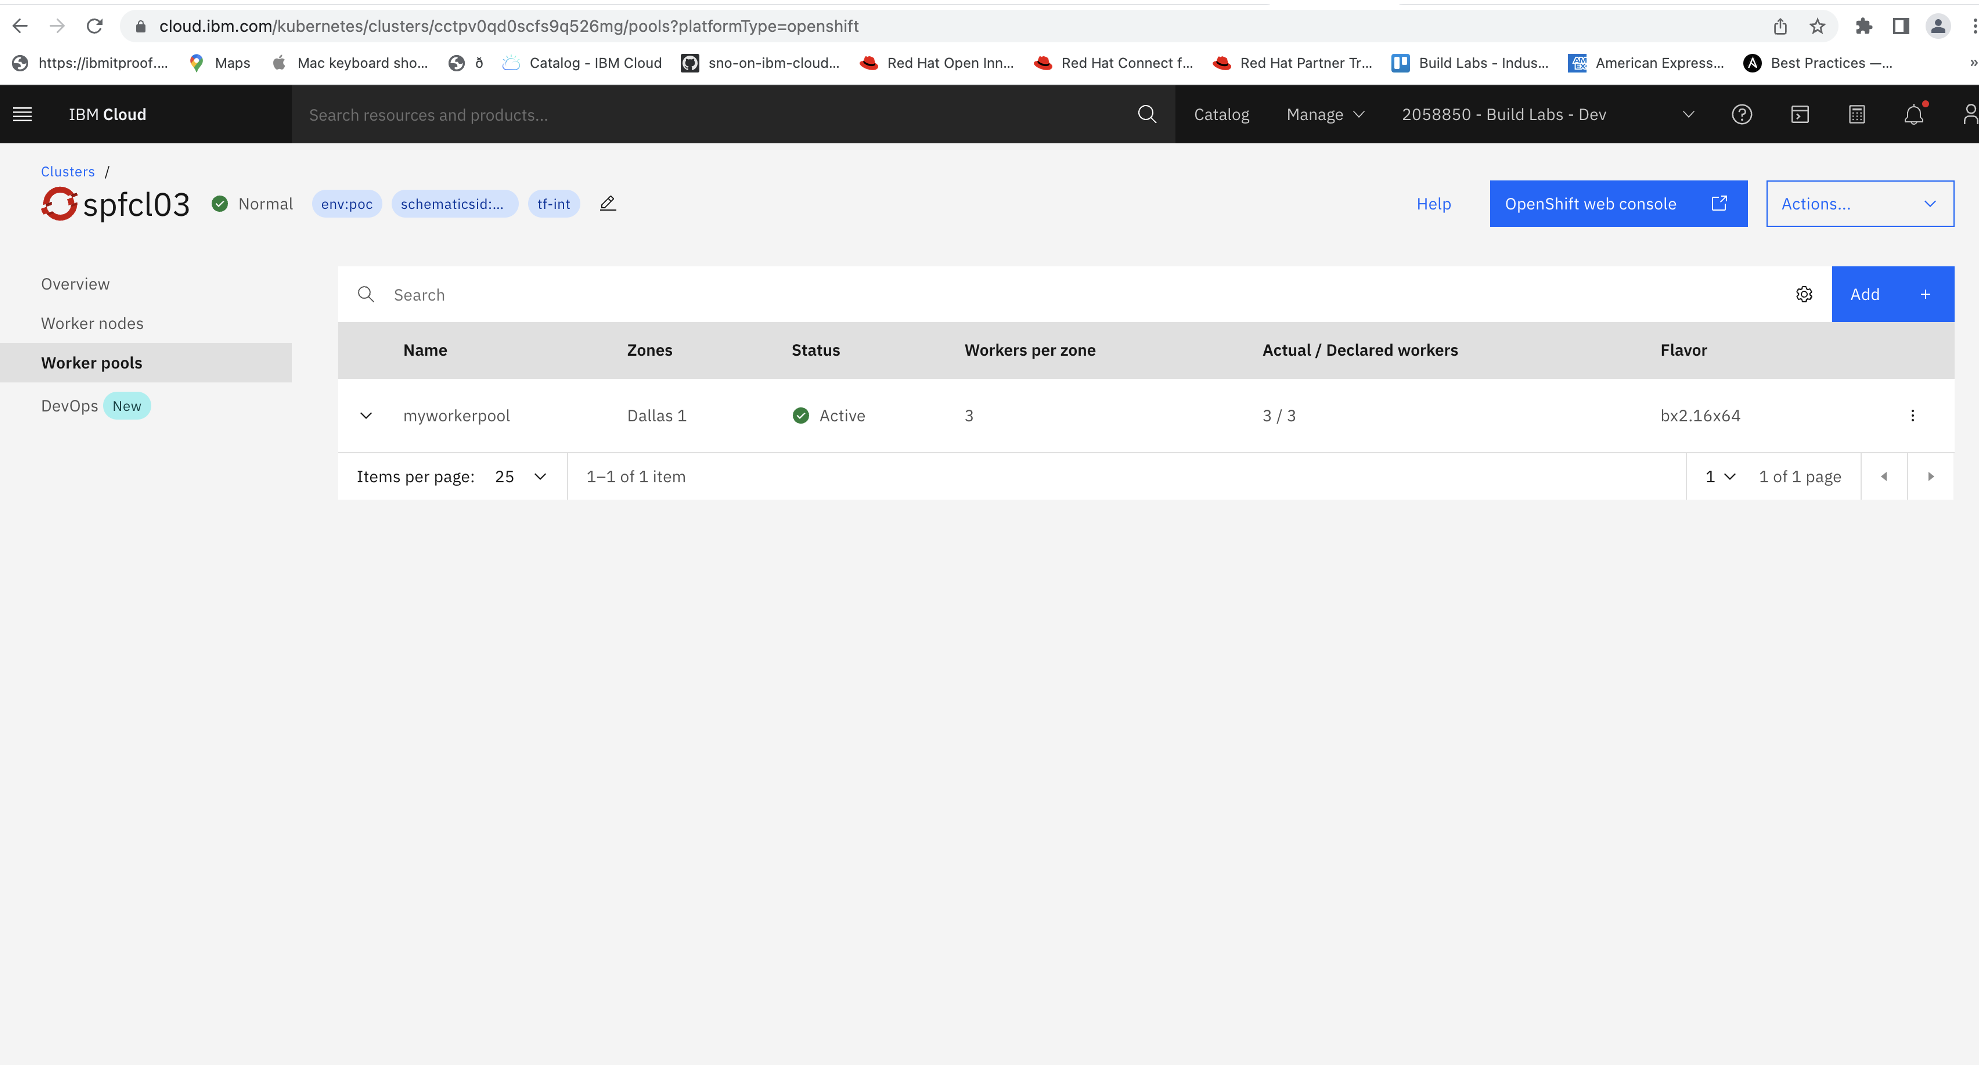 cloud.ibm.com/kubernetes/clusters/cctpv0qd0scfs9q526mg/pools?platformType=openshift
https://ibmitproof.... Maps Mac keyboard sho... ð Catalog - IBM Cloud sno-on-ibm-cloud... Red Hat Open Inn... Red Hat Connect f... Red Hat Partner Tr... Build Labs - Indus... American Express... Best Practices —... »
IBM Cloud Search resources and products... Catalog Manage 2058850 - Build Labs - Dev
Clusters /
spfcl03 Normal env:poc schematicsid:... tf-int Help OpenShift web console Actions...
Overview
Worker nodes
Worker pools
DevOps New
Search Add +
Name Zones Status Workers per zone Actual / Declared workers Flavor
myworkerpool Dallas 1 Active 3 3 / 3 bx2.16x64
Items per page: 25 1–1 of 1 item 1 1 of 1 page